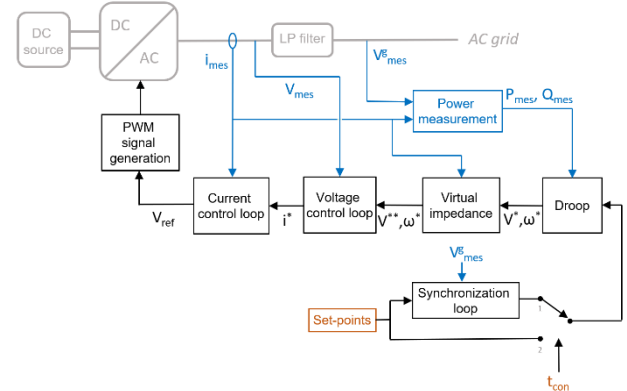 DC
source
DC
AC
LP filter
AC grid
i_mes
V^g_mes
V_mes
Power
measurement
P_mes, Q_mes
PWM
signal
generation
Current
control loop
Voltage
control loop
Virtual
impedance
Droop
V_ref
i*
V**,ω*
V*,ω*
V^g_mes
Synchronization
loop
Set-points
1
2
t_con